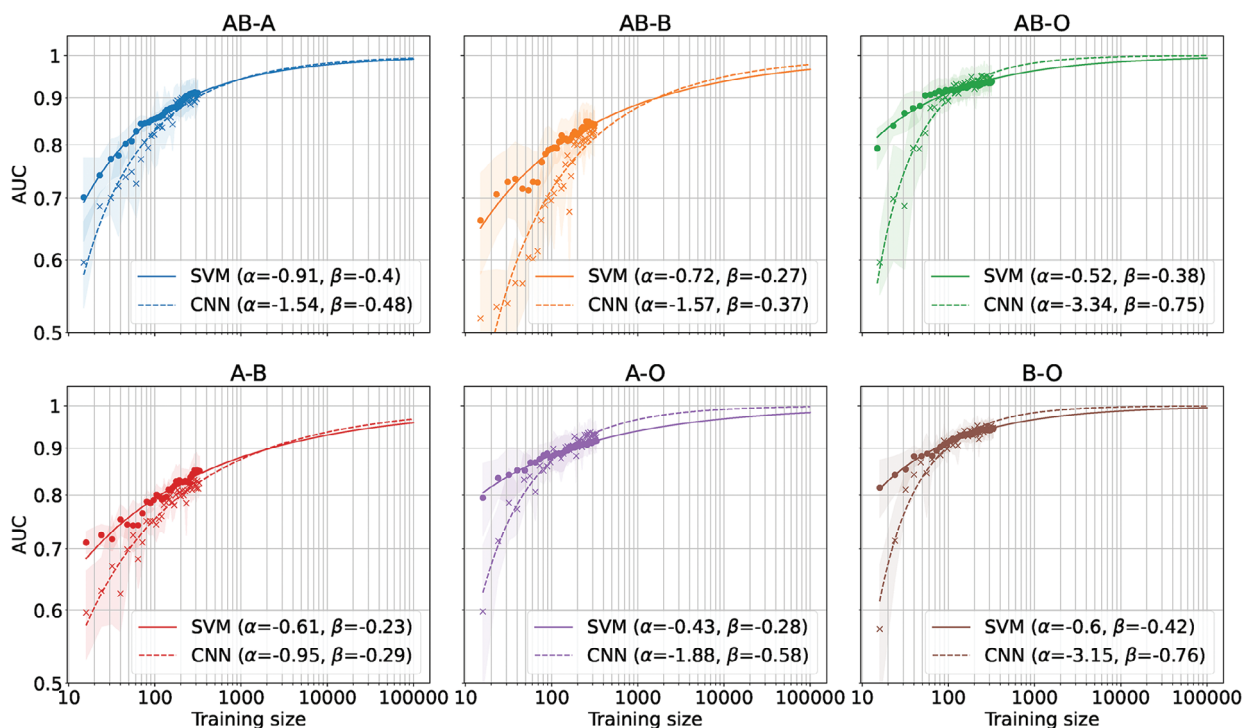 AB-A
AB-B
AB-O
AUC
1
0.9
0.8
0.7
0.6
0.5
SVM (α=-0.91, β=-0.4)
CNN (α=-1.54, β=-0.48)
SVM (α=-0.72, β=-0.27)
CNN (α=-1.57, β=-0.37)
SVM (α=-0.52, β=-0.38)
CNN (α=-3.34, β=-0.75)
A-B
A-O
B-O
AUC
1
0.9
0.8
0.7
0.6
0.5
SVM (α=-0.61, β=-0.23)
CNN (α=-0.95, β=-0.29)
SVM (α=-0.43, β=-0.28)
CNN (α=-1.88, β=-0.58)
SVM (α=-0.6, β=-0.42)
CNN (α=-3.15, β=-0.76)
10 100 1000 10000 100000
10 100 1000 10000 100000
10 100 1000 10000 100000
Training size
Training size
Training size